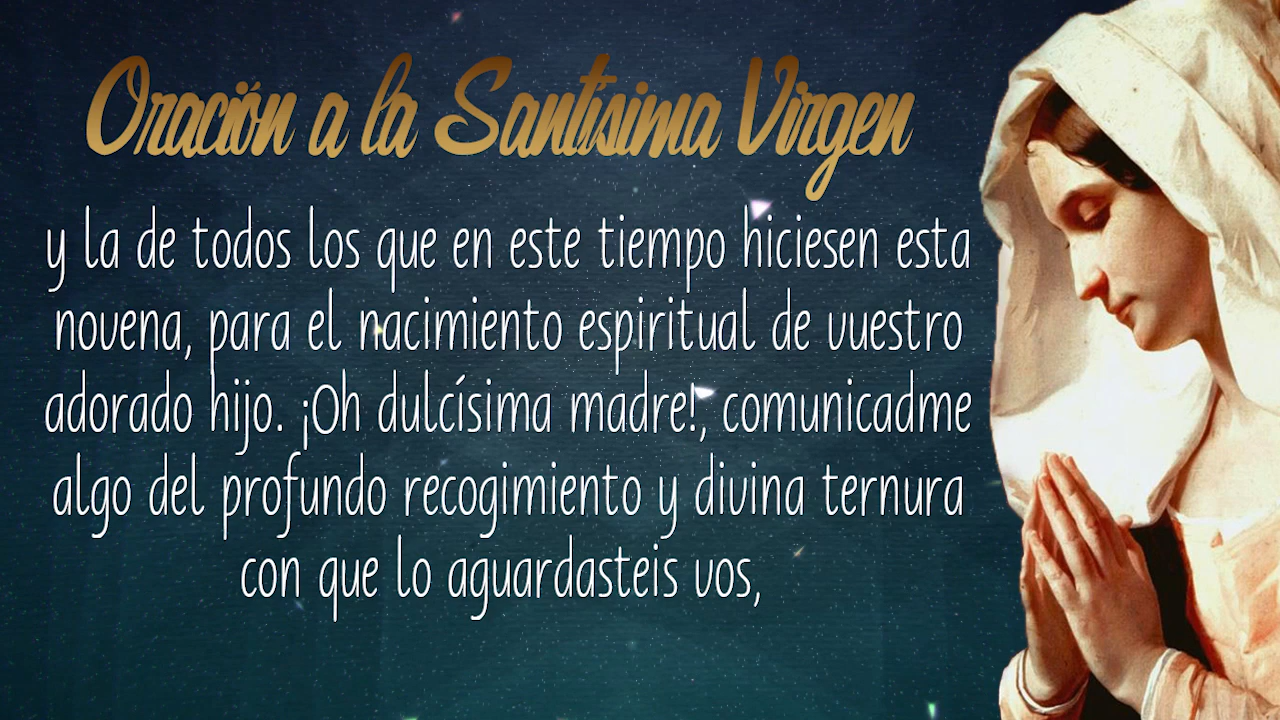 Oración a la Santísima Virgen
y la de todos los que en este tiempo hiciesen esta
novena, para el nacimiento espiritual de vuestro
adorado hijo. ¡Oh dulcísima madre!, comunicadme
algo del profundo recogimiento y divina ternura
con que lo aguardasteis vos,